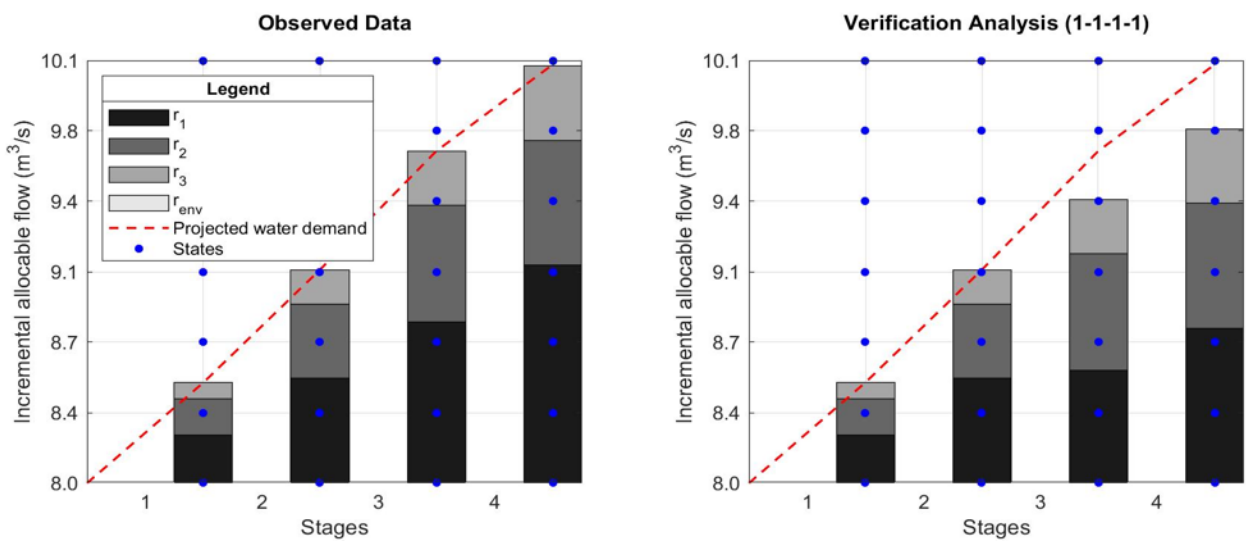 Observed Data
10.1
9.8
9.4
9.1
8.7
8.4
8.0
Incremental allocable flow (m³/s)
Legend
r₁
r₂
r₃
rₑₙᵥ
Projected water demand
States
1 2 3 4
Stages
Verification Analysis (1-1-1-1)
10.1
9.8
9.4
9.1
8.7
8.4
8.0
Incremental allocable flow (m³/s)
1 2 3 4
Stages